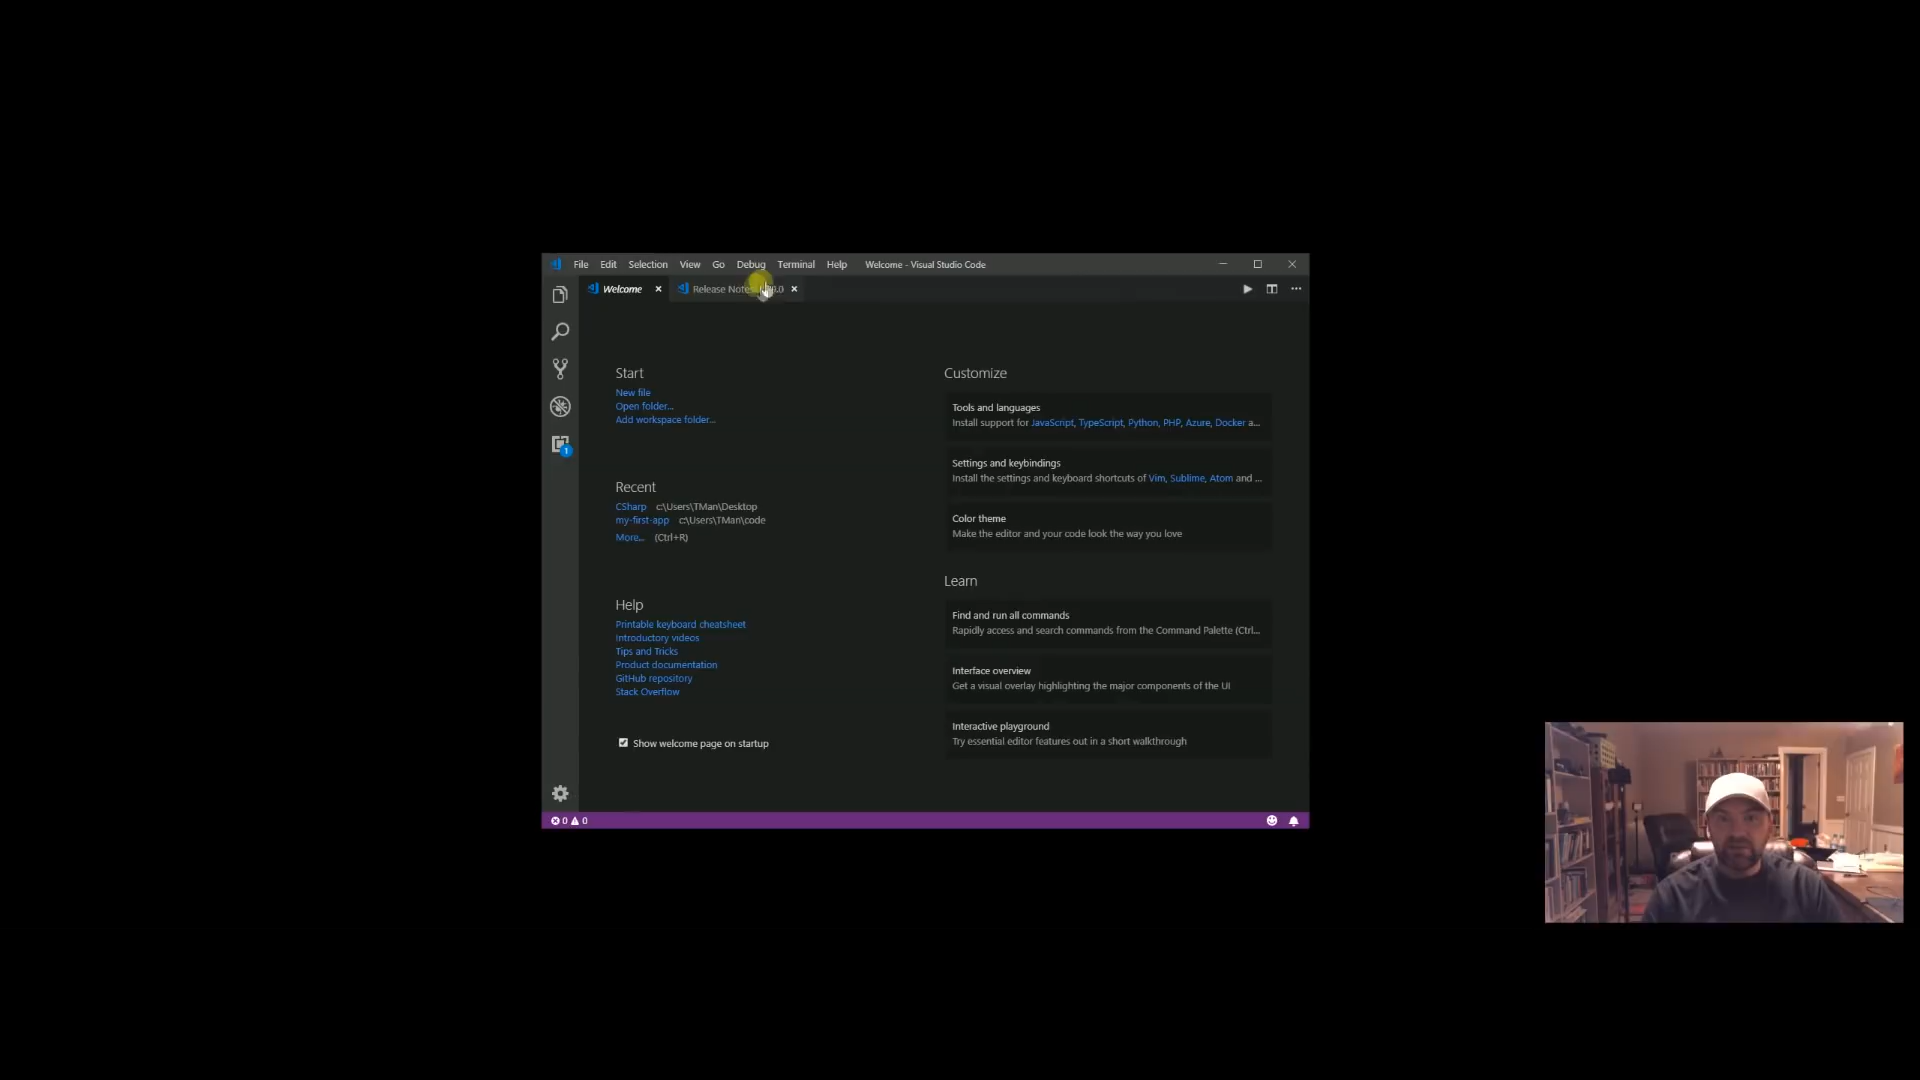 File Edit Selection View Go Debug Terminal Help Welcome - Visual Studio Code
Welcome Release Notes
Start
New file
Open folder...
Add workspace folder...
Recent
CSharp c:\Users\TMan\Desktop
my-first-app c:\Users\TMan\code
More... (Ctrl+R)
Help
Printable keyboard cheatsheet
Introductory videos
Tips and Tricks
Product documentation
GitHub repository
Stack Overflow
Show welcome page on startup
Customize
Tools and languages
Install support for JavaScript, TypeScript, Python, PHP, Azure, Docker a...
Settings and keybindings
Install the settings and keyboard shortcuts of Vim, Sublime, Atom and ...
Color theme
Make the editor and your code look the way you love
Learn
Find and run all commands
Rapidly access and search commands from the Command Palette (Ctrl...
Interface overview
Get a visual overlay highlighting the major components of the UI
Interactive playground
Try essential editor features out in a short walkthrough
1
0 0